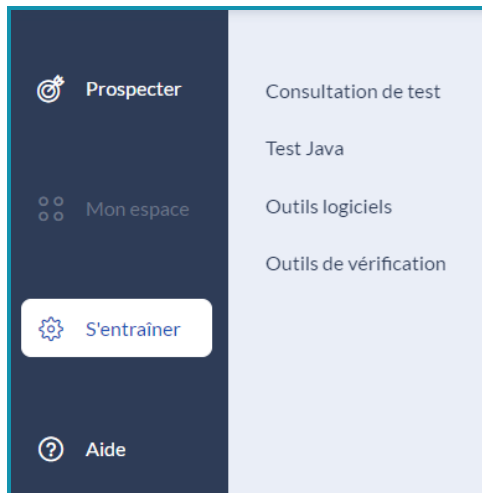 Prospecter
Mon espace
S'entraîner
Aide
Consultation de test
Test Java
Outils logiciels
Outils de vérification